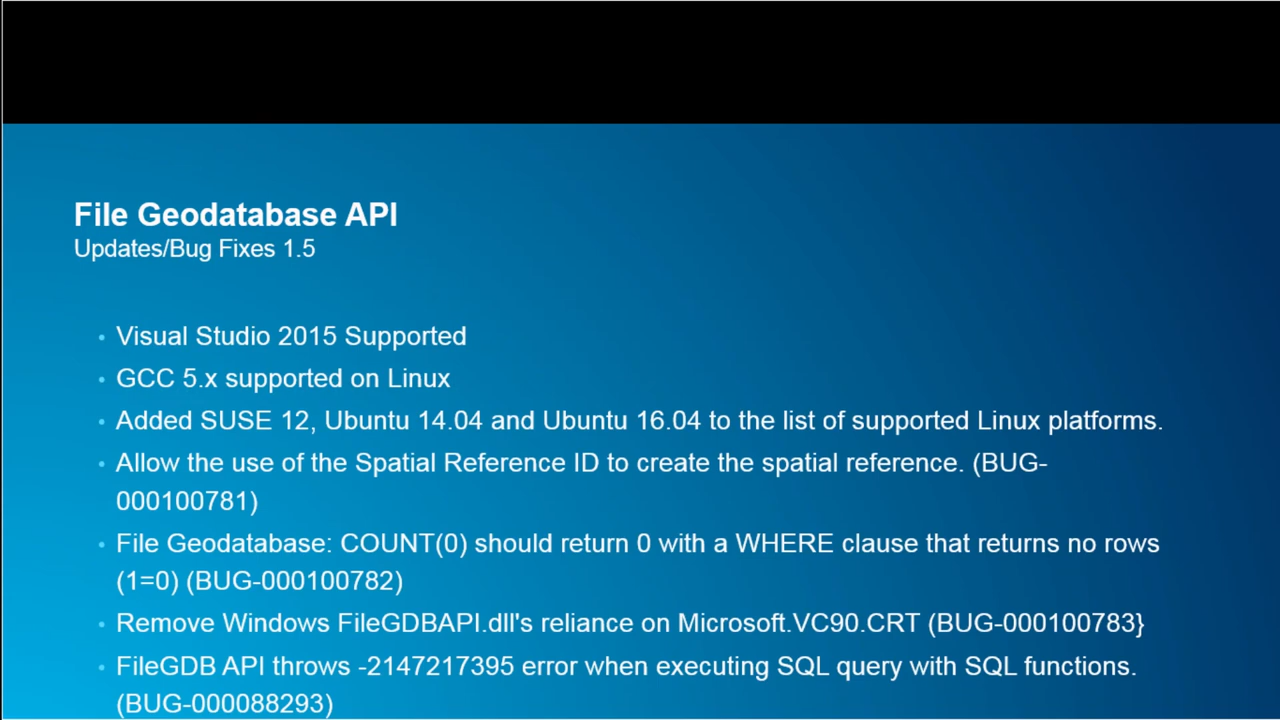 File Geodatabase API
Updates/Bug Fixes 1.5
• Visual Studio 2015 Supported
• GCC 5.x supported on Linux
• Added SUSE 12, Ubuntu 14.04 and Ubuntu 16.04 to the list of supported Linux platforms.
• Allow the use of the Spatial Reference ID to create the spatial reference. (BUG-
000100781)
• File Geodatabase: COUNT(0) should return 0 with a WHERE clause that returns no rows
(1=0) (BUG-000100782)
• Remove Windows FileGDBAPI.dll's reliance on Microsoft.VC90.CRT (BUG-000100783}
• FileGDB API throws -2147217395 error when executing SQL query with SQL functions.
(BUG-000088293)